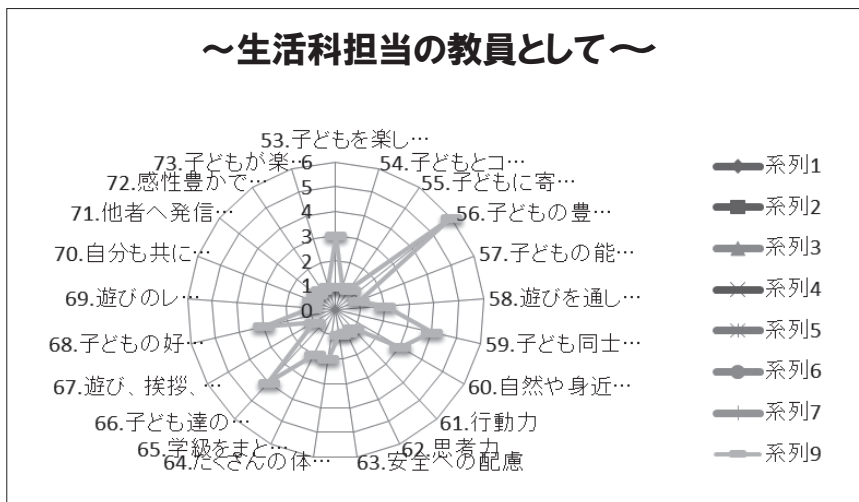 ～生活科担当の教員として～
53.子どもを楽し…
54.子どもとコ…
55.子どもに寄…
56.子どもの豊…
57.子どもの能…
58.遊びを通し…
59.子ども同士…
60.自然や身近…
61.行動力
62.思考力
63.安全への配慮
64.たくさんの体…
65.学級をまと…
66.子ども達の…
67.遊び、挨拶、…
68.子どもの好…
69.遊びのレ…
70.自分も共に…
71.他者へ発信…
72.感性豊かで…
73.子どもが楽…
6
5
4
3
2
1
0
系列1
系列2
系列3
系列4
系列5
系列6
系列7
系列9